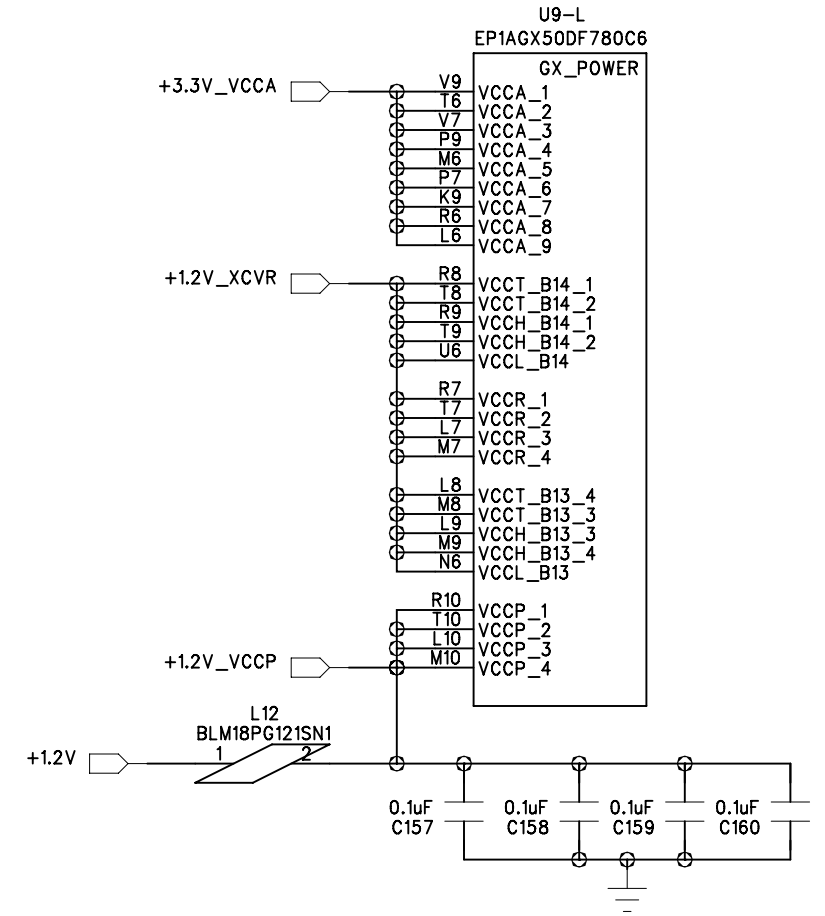 U9-L
EP1AGX50DF780C6
GX_POWER
+3.3V_VCCA
V9 VCCA_1
T6 VCCA_2
V7 VCCA_3
P9 VCCA_4
M6 VCCA_5
P7 VCCA_6
K9 VCCA_7
R6 VCCA_8
L6 VCCA_9
+1.2V_XCVR
R8 VCCT_B14_1
T8 VCCT_B14_2
R9 VCCH_B14_1
T9 VCCH_B14_2
U6 VCCL_B14
R7 VCCR_1
T7 VCCR_2
L7 VCCR_3
M7 VCCR_4
L8 VCCT_B13_4
M8 VCCT_B13_3
L9 VCCH_B13_3
M9 VCCH_B13_4
N6 VCCL_B13
R10 VCCP_1
T10 VCCP_2
L10 VCCP_3
+1.2V_VCCP
M10 VCCP_4
L12
BLM18PG121SN1
+1.2V
1 2
0.1uF 0.1uF 0.1uF 0.1uF
C157 C158 C159 C160